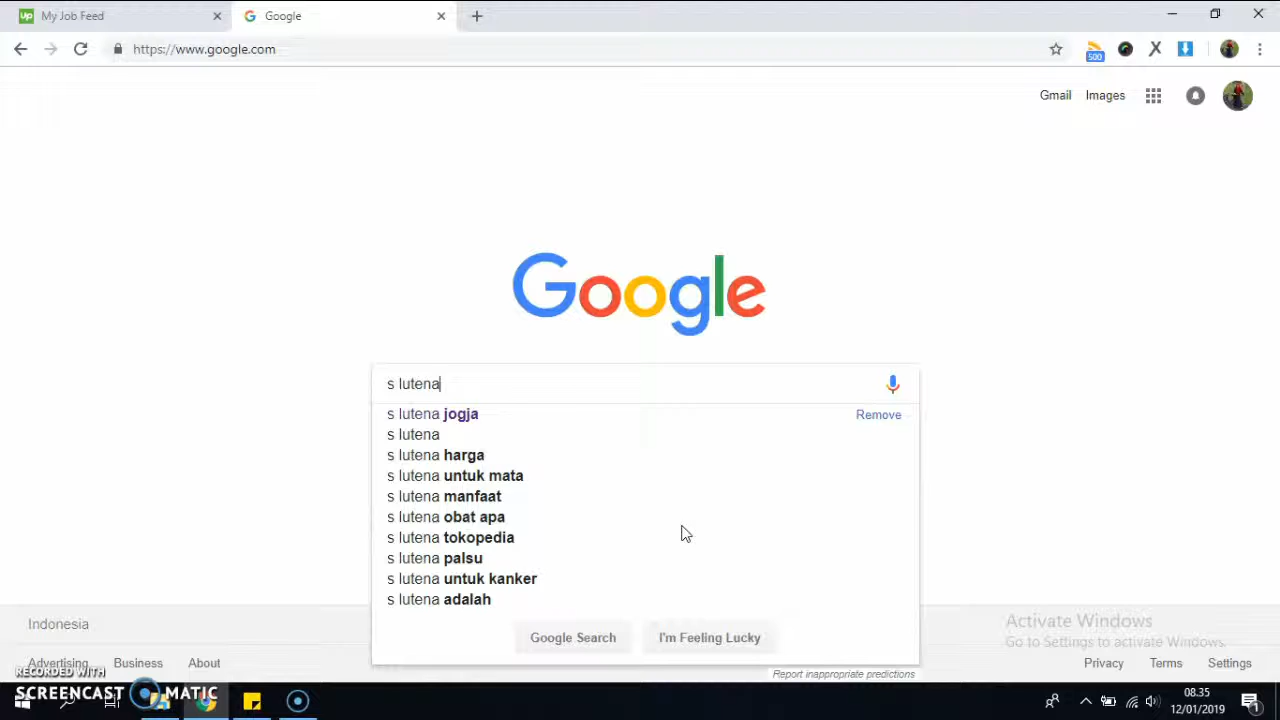 My Job Feed
Google
https://www.google.com
500
Gmail
Images
Google
s lutena
s lutena jogja
Remove
s lutena
s lutena harga
s lutena untuk mata
s lutena manfaat
s lutena obat apa
s lutena tokopedia
s lutena palsu
s lutena untuk kanker
s lutena adalah
Google Search
I'm Feeling Lucky
Report inappropriate predictions
Indonesia
Activate Windows
Go to Settings to activate Windows.
Advertising
Business
About
Privacy
Terms
Settings
RECORDED WITH
SCREENCAST MATIC
08.35
12/01/2019
1